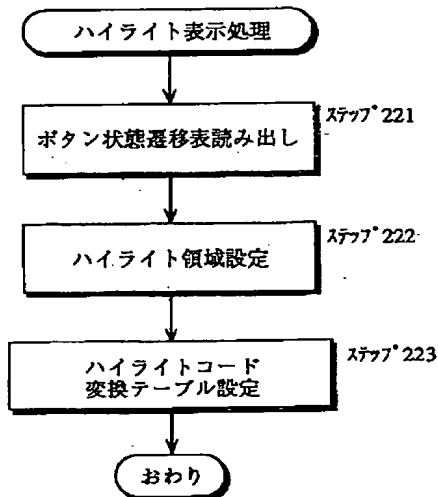 ハイライト表示処理
ステップ221
ボタン状態遷移表読み出し
ステップ222
ハイライト領域設定
ステップ223
ハイライトコード
変換テーブル設定
おわり